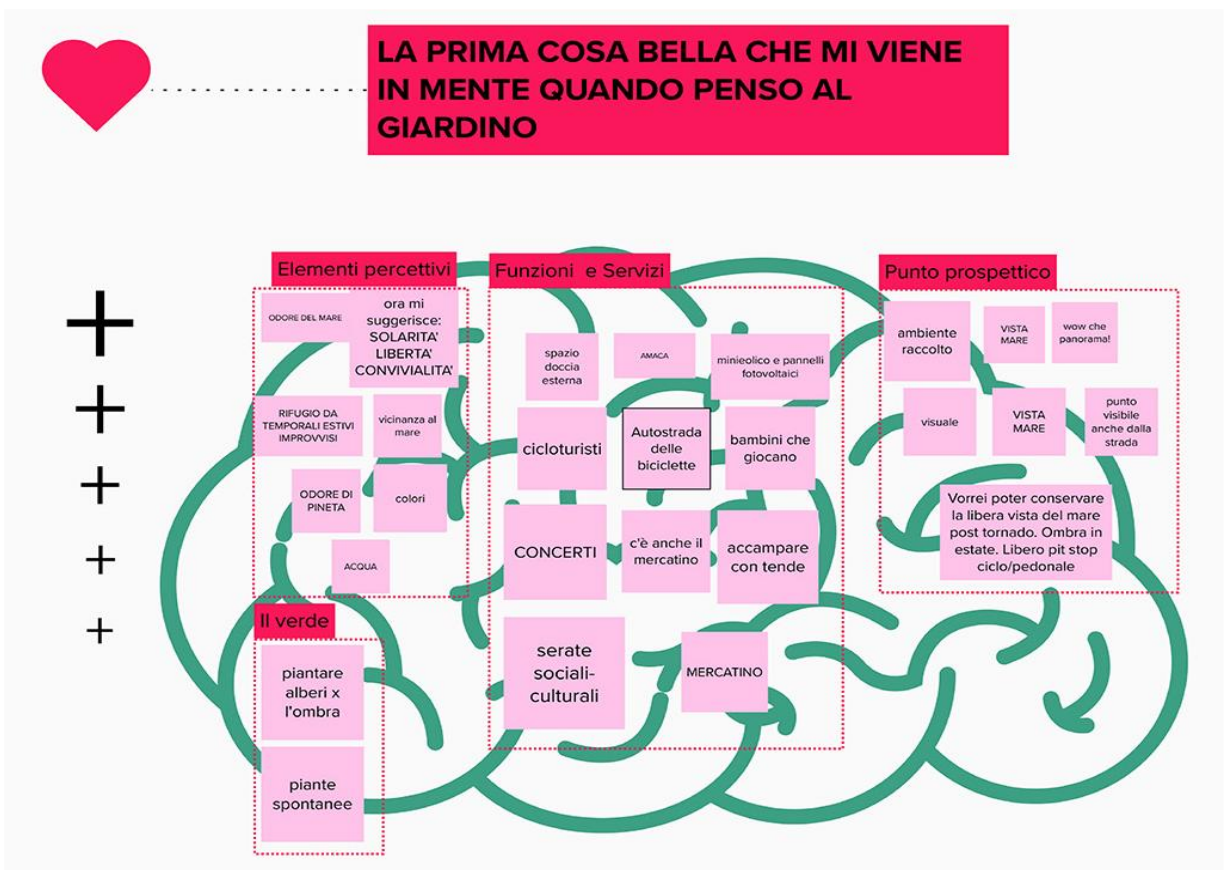 LA PRIMA COSA BELLA CHE MI VIENE
IN MENTE QUANDO PENSO AL
GIARDINO
Elementi percettivi
ODORE DEL MARE
ora mi
suggerisce:
SOLARITA'
LIBERTA'
CONVIVIALITA'
RIFUGIO DA
TEMPORALI ESTIVI
IMPROVVISI
vicinanza al
mare
ODORE DI
PINETA
colori
ACQUA
Il verde
piantare
alberi x
l'ombra
piante
spontanee
Funzioni e Servizi
spazio
doccia
esterna
AMACA
minieolico e pannelli
fotovoltaici
cicloturisti
Autostrada
delle
biciclette
bambini che
giocano
CONCERTI
c'è anche il
mercatino
accampare
con tende
serate
sociali-
culturali
MERCATINO
Punto prospettico
ambiente
raccolto
VISTA
MARE
wow che
panorama!
visuale
VISTA
MARE
punto
visibile
anche dalla
strada
Vorrei poter conservare
la libera vista del mare
post tornado. Ombra in
estate. Libero pit stop
ciclo/pedonale